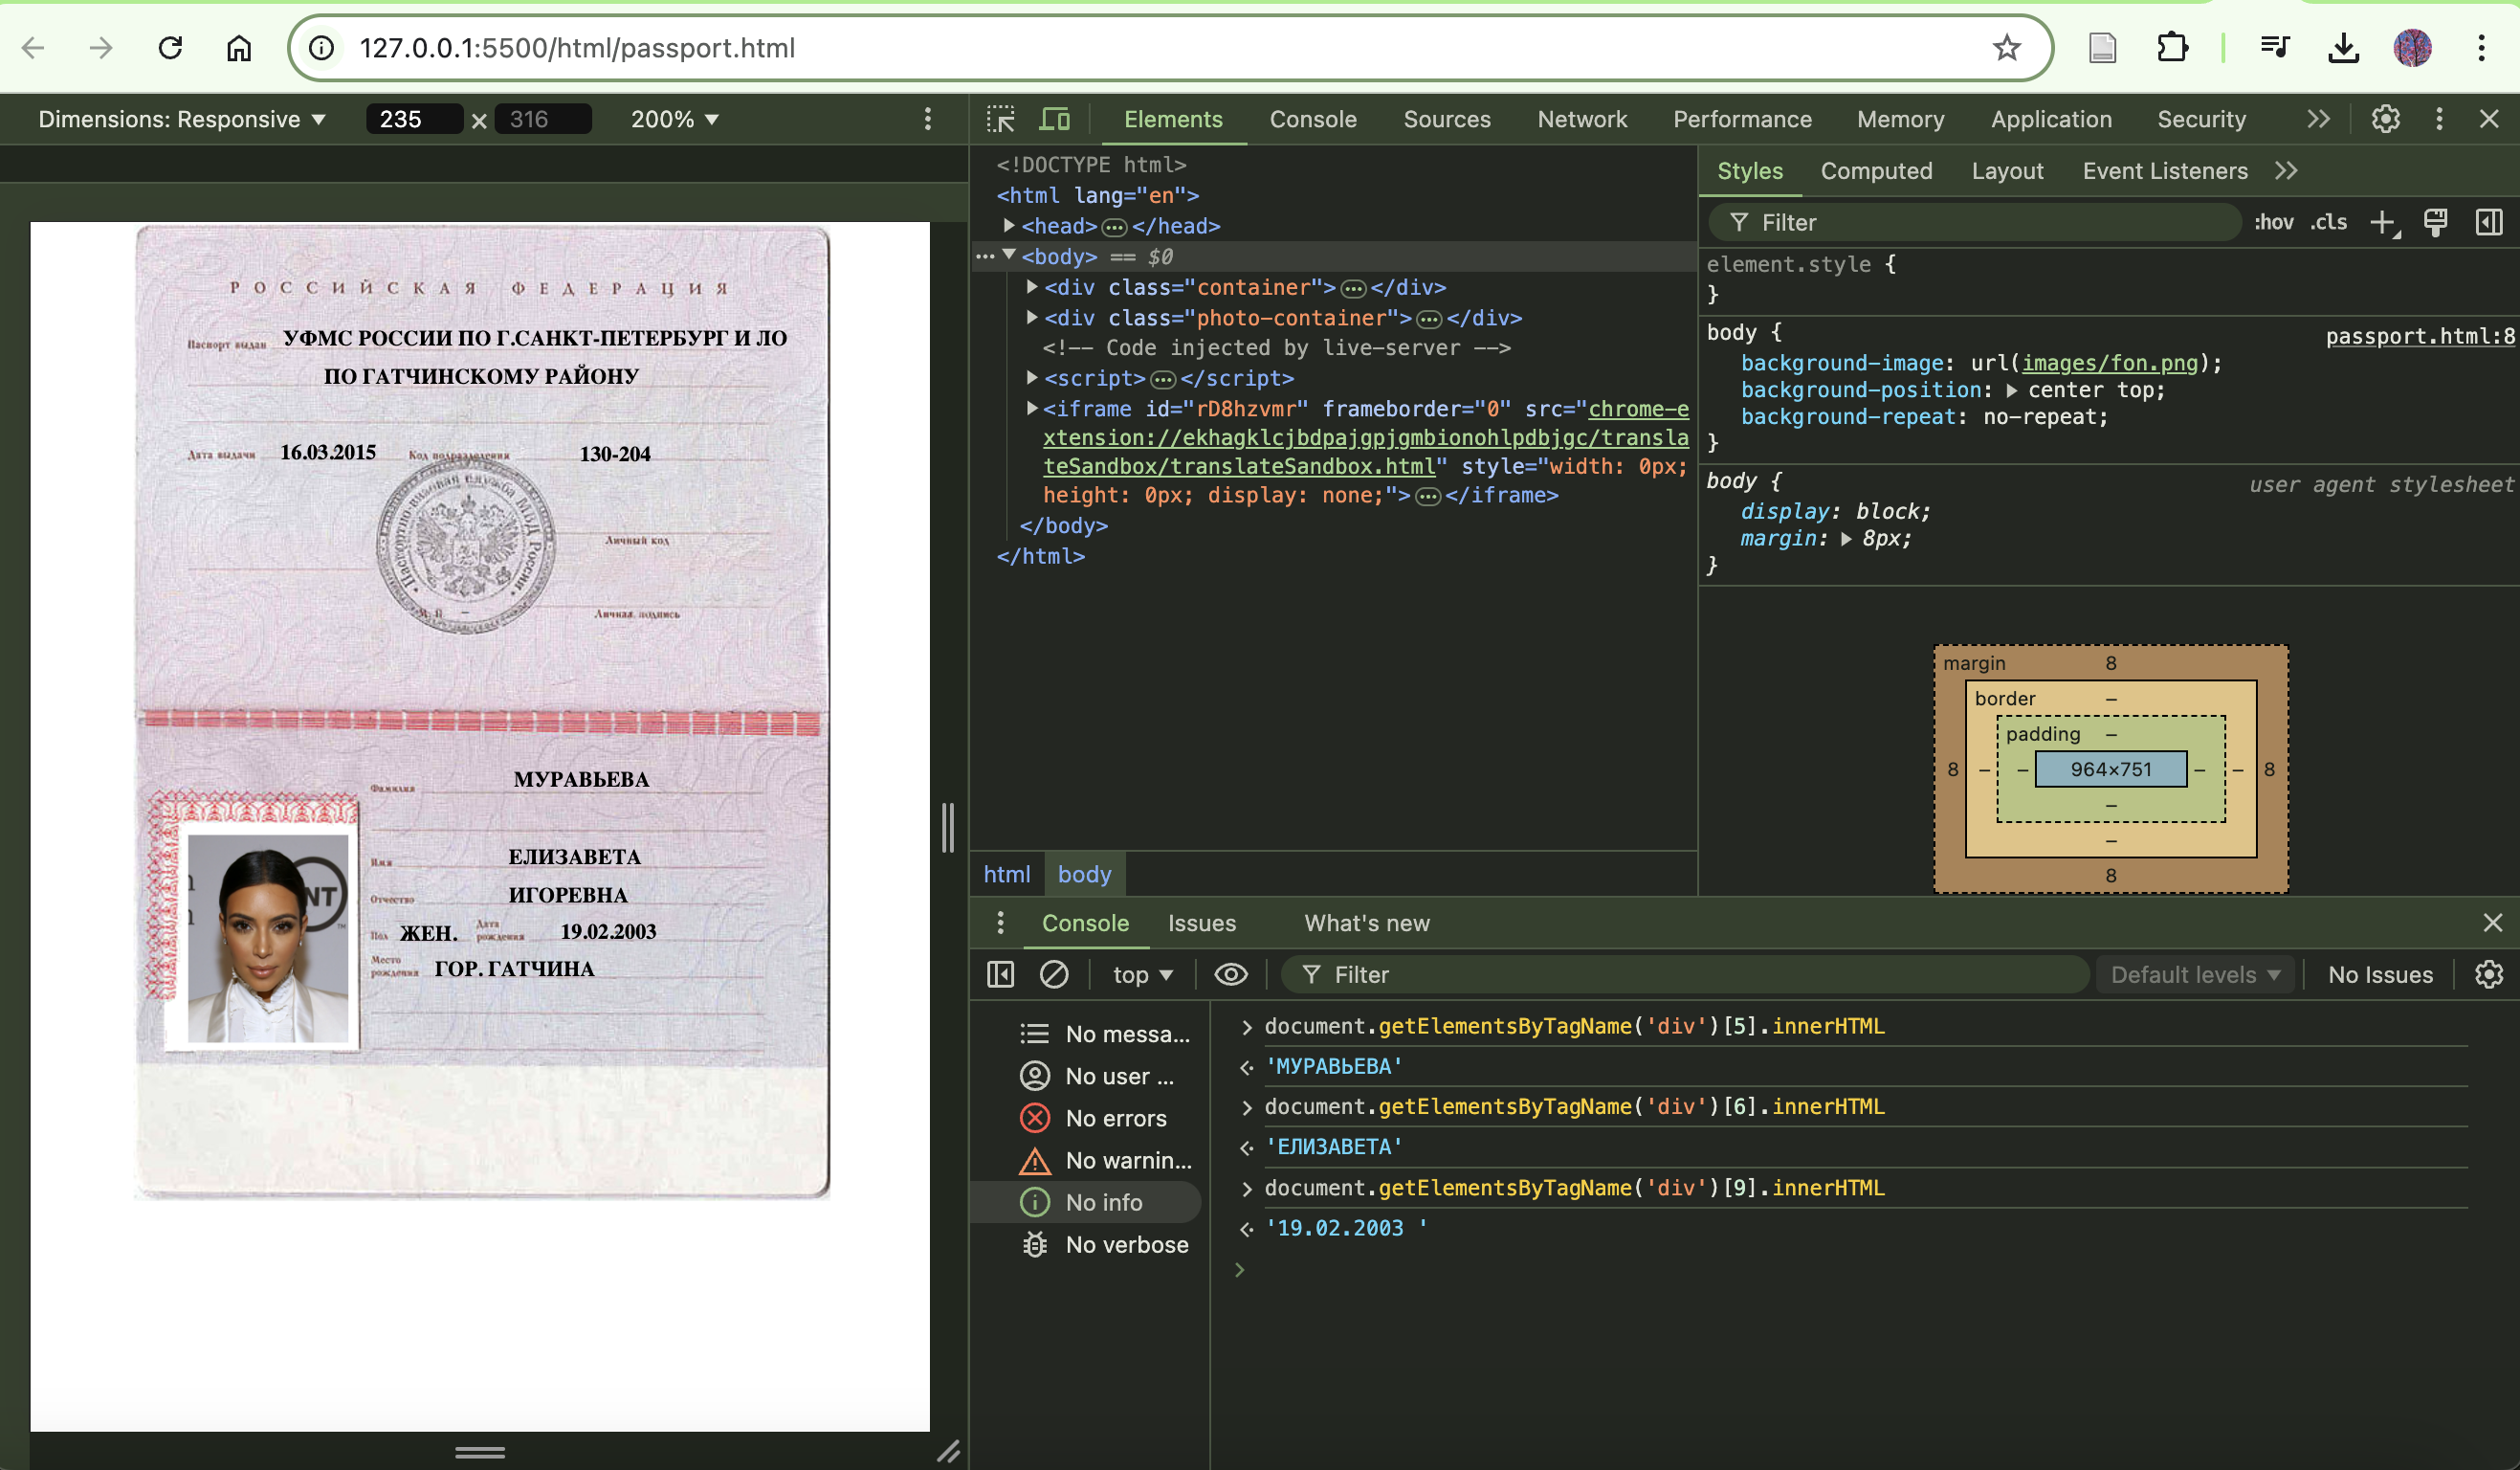 127.0.0.1:5500/html/passport.html
Dimensions: Responsive 235 × 316 200%
РОССИЙСКАЯ ФЕДЕРАЦИЯ
Паспорт выдан УФМС РОССИИ ПО Г.САНКТ-ПЕТЕРБУРГ И ЛО
ПО ГАТЧИНСКОМУ РАЙОНУ
Дата выдачи 16.03.2015 Код подразделения 130-204
Паспортно-визовая служба МВД России
Личный код
М.П.
Личная подпись
Фамилия МУРАВЬЕВА
Имя ЕЛИЗАВЕТА
Отчество ИГОРЕВНА
Пол ЖЕН. Дата рождения 19.02.2003
Место рождения ГОР. ГАТЧИНА
NT
Elements Console Sources Network Performance Memory Application Security
<!DOCTYPE html>
<html lang="en">
<head>…</head>
<body> == $0
<div class="container">…</div>
<div class="photo-container">…</div>
<!-- Code injected by live-server -->
<script>…</script>
<iframe id="rD8hzvmr" frameborder="0" src="chrome-e
xtension://ekhagklcjbdpajgpjgmbionohlpdbjgc/transla
teSandbox/translateSandbox.html" style="width: 0px;
height: 0px; display: none;">…</iframe>
</body>
</html>
html body
Styles Computed Layout Event Listeners
Filter :hov .cls
element.style {
}
body { passport.html:8
background-image: url(images/fon.png);
background-position: center top;
background-repeat: no-repeat;
}
body { user agent stylesheet
display: block;
margin: 8px;
}
margin 8
border –
padding –
8 – – 964×751 – – 8
–
–
8
Console Issues What's new
top Filter Default levels No Issues
No messa...
No user ...
No errors
No warnin...
No info
No verbose
document.getElementsByTagName('div')[5].innerHTML
'МУРАВЬЕВА'
document.getElementsByTagName('div')[6].innerHTML
'ЕЛИЗАВЕТА'
document.getElementsByTagName('div')[9].innerHTML
'19.02.2003 '